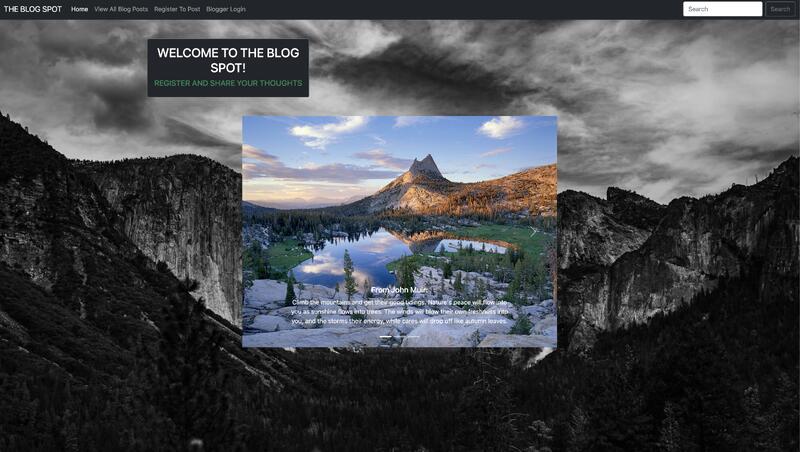 THE BLOG SPOT Home View All Blog Posts Register To Post Blogger Login Search Search
WELCOME TO THE BLOG
SPOT!
REGISTER AND SHARE YOUR THOUGHTS
From John Muir:
Climb the mountains and get their good tidings. Nature's peace will flow into
you as sunshine flows into trees. The winds will blow their own freshness into
you, and the storms their energy, while cares will drop off like autumn leaves.